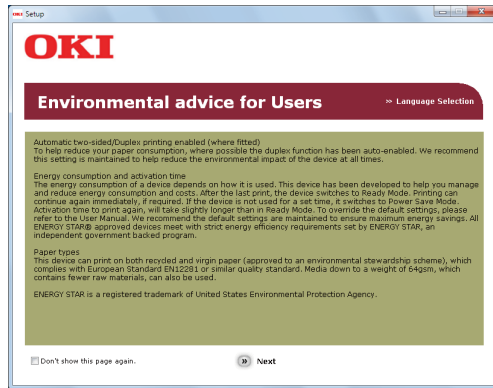 OKI Setup
OKI
Environmental advice for Users
» Language Selection
Automatic two-sided/Duplex printing enabled (where fitted)
To help reduce your paper consumption, where possible the duplex function has been auto-enabled. We recommend
this setting is maintained to help reduce the environmental impact of the device at all times.
Energy consumption and activation time
The energy consumption of a device depends on how it is used. This device has been developed to help you manage
and reduce energy consumption and costs. After the last print, the device switches to Ready Mode. Printing can
continue again immediately, if required. If the device is not used for a set time, it switches to Power Save Mode.
Activation time to print again, will take slightly longer than in Ready Mode. To override the default settings, please
refer to the User Manual. We recommend the default settings are maintained to ensure maximum energy savings. All
ENERGY STAR® approved devices meet with strict energy efficiency requirements set by ENERGY STAR, an
independent government backed program.
Paper types
This device can print on both recycled and virgin paper (approved to an environmental stewardship scheme), which
complies with European Standard EN12281 or similar quality standard. Media down to a weight of 64gsm, which
contains fewer raw materials, can also be used.
ENERGY STAR is a registered trademark of United States Environmental Protection Agency.
Don't show this page again.
» Next